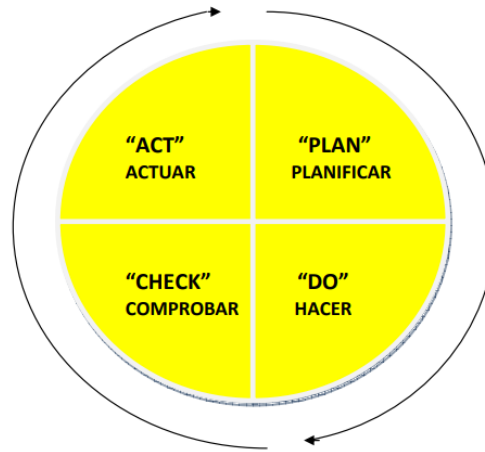 “ACT”
ACTUAR
“PLAN”
PLANIFICAR
“CHECK”
COMPROBAR
“DO”
HACER